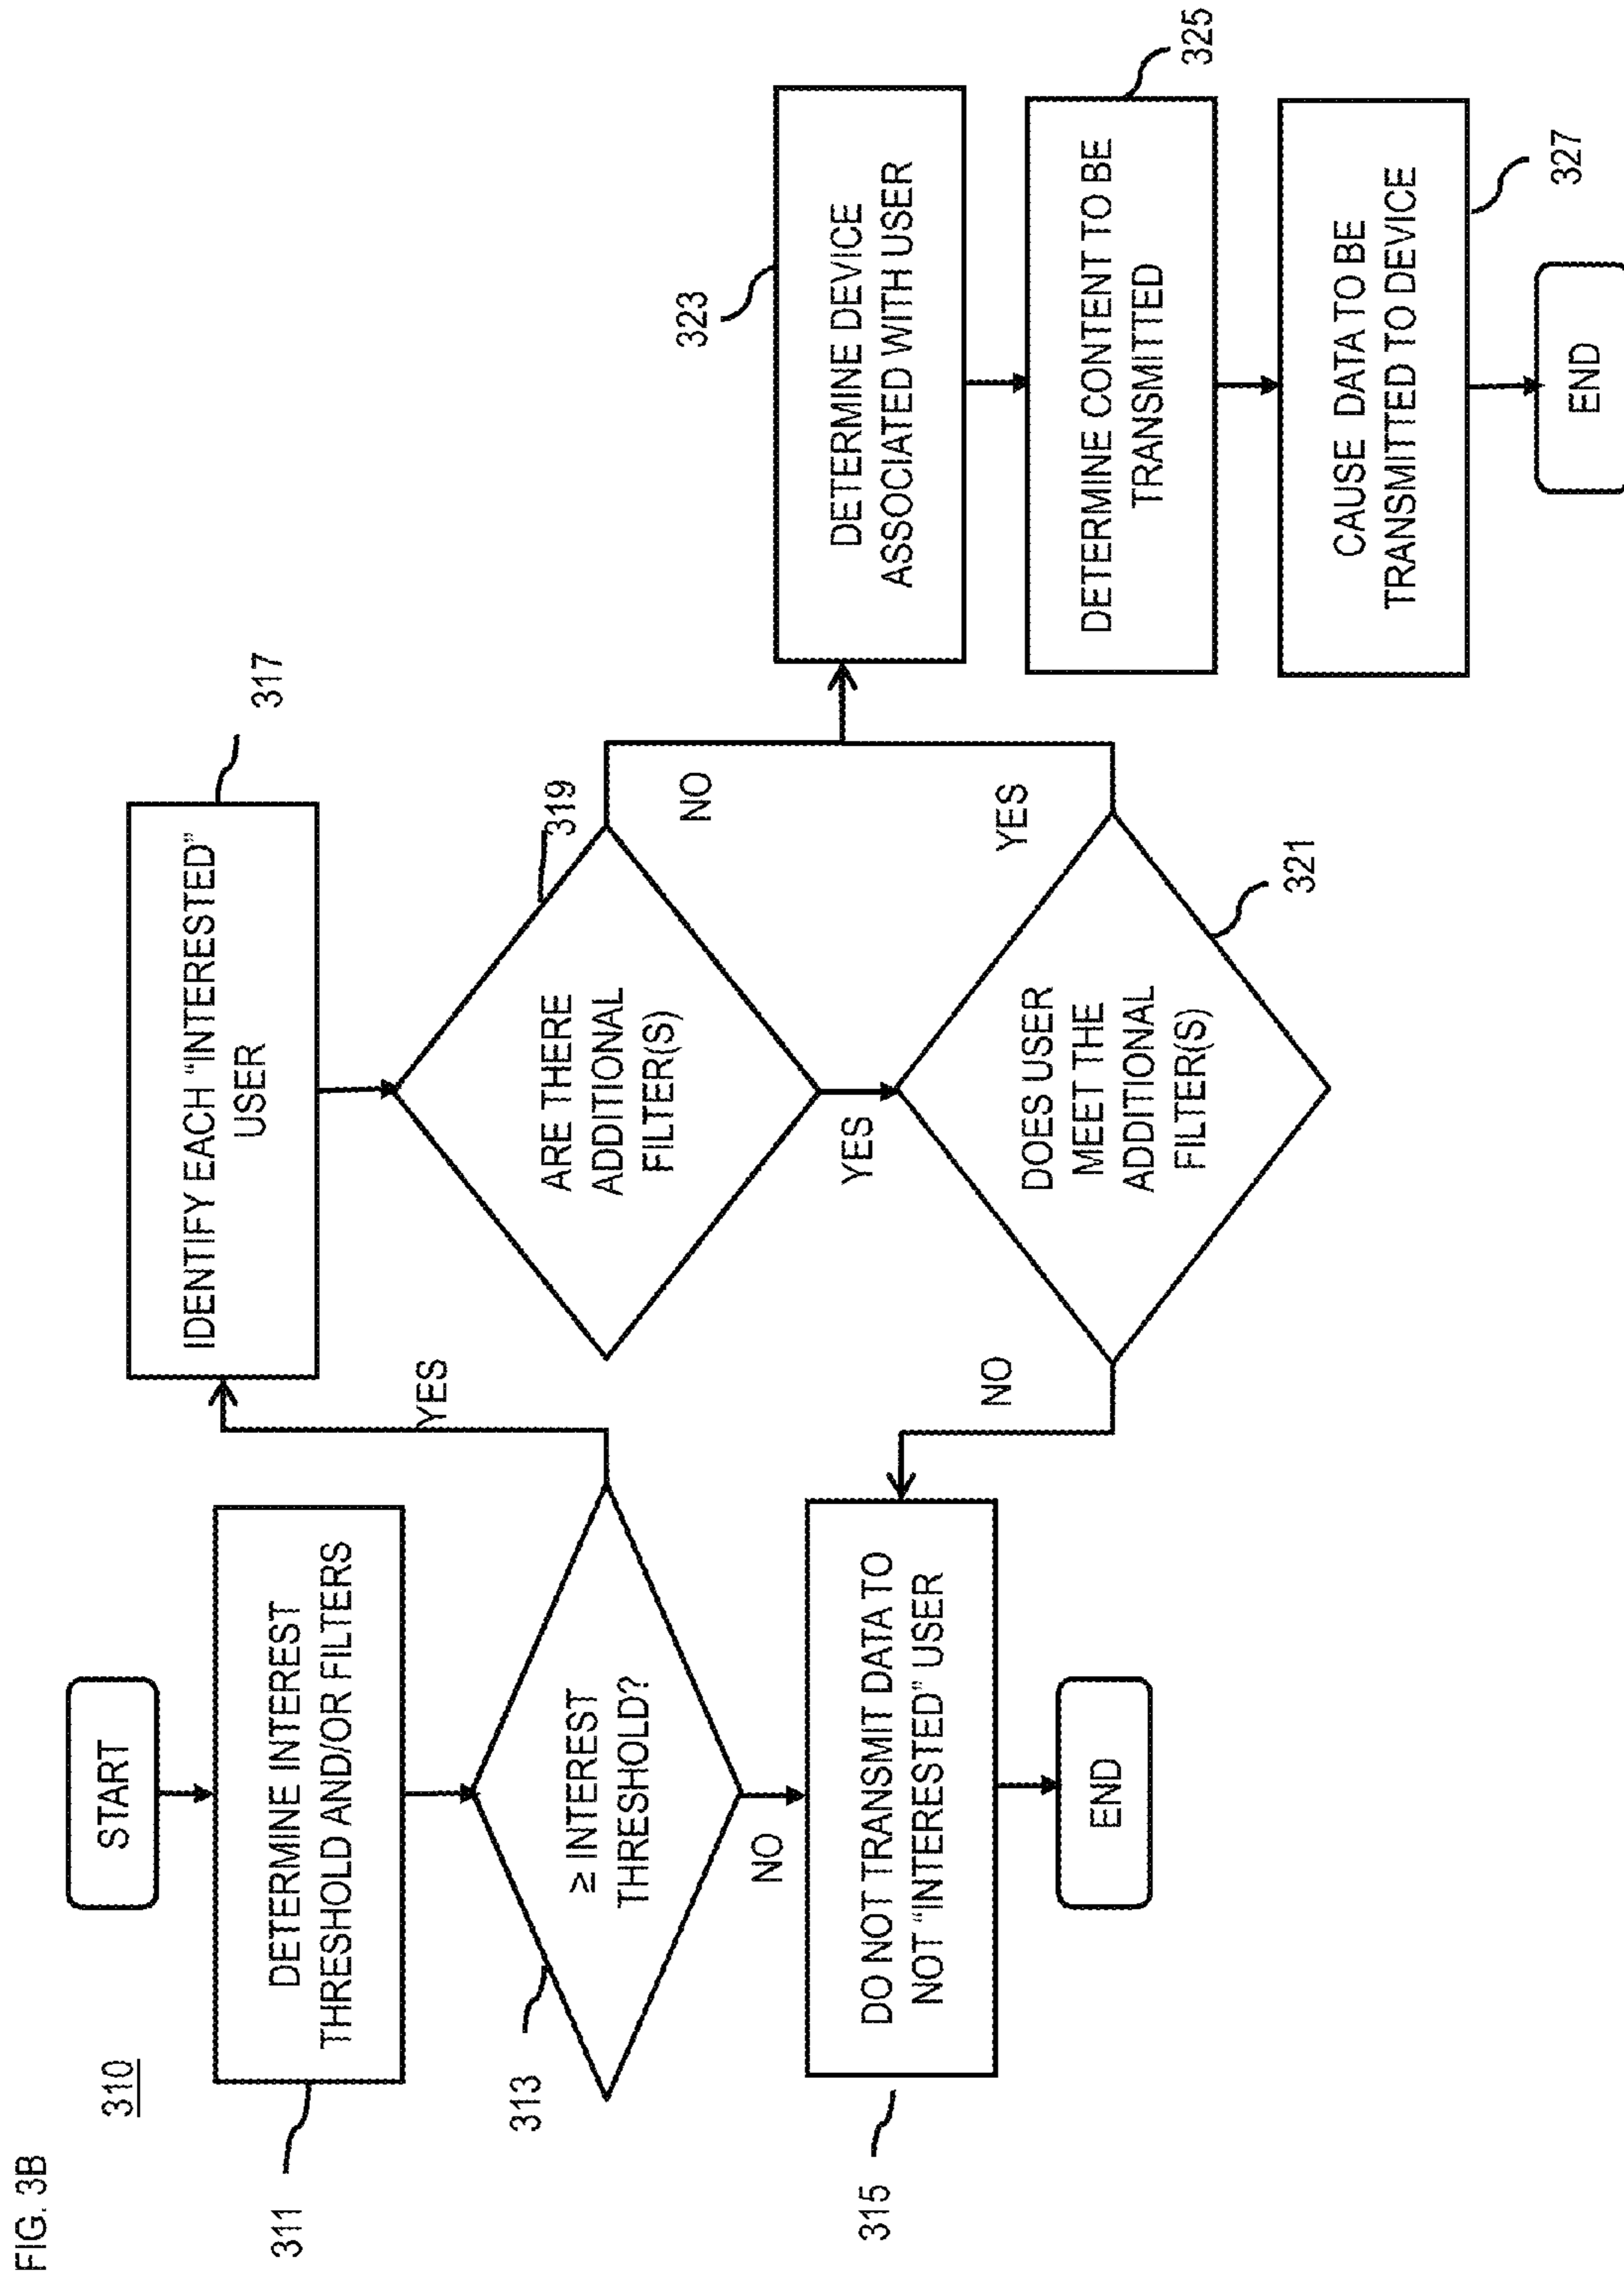 FIG. 3B
310
START
311
DETERMINE INTEREST
THRESHOLD AND/OR FILTERS
313
≥ INTEREST
THRESHOLD?
YES
NO
315
DO NOT TRANSMIT DATA TO
NOT “INTERESTED” USER
END
317
IDENTIFY EACH “INTERESTED”
USER
319
ARE THERE
ADDITIONAL
FILTER(S)
NO
YES
DOES USER
MEET THE
ADDITIONAL
FILTER(S)
321
NO
YES
323
DETERMINE DEVICE
ASSOCIATED WITH USER
325
DETERMINE CONTENT TO BE
TRANSMITTED
CAUSE DATA TO BE
TRANSMITTED TO DEVICE
327
END